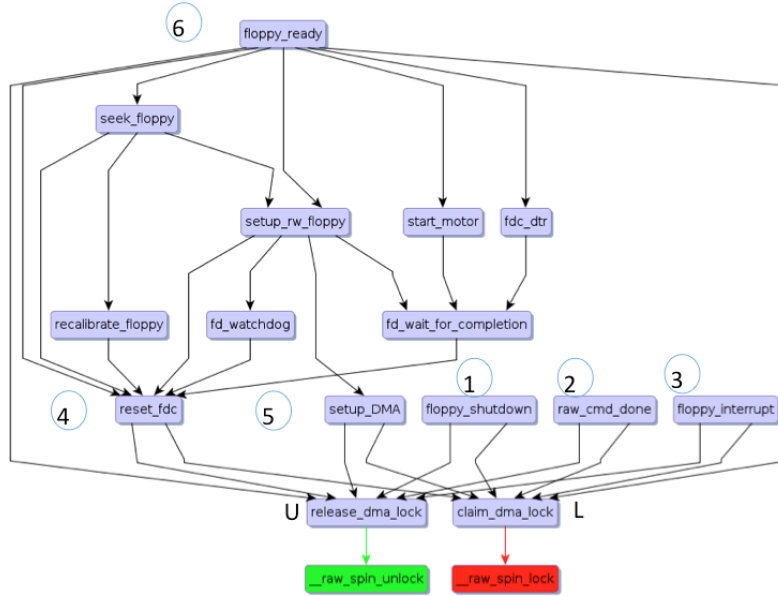 6
floppy_ready
seek_floppy
setup_rw_floppy
start_motor
fdc_dtr
recalibrate_floppy
fd_watchdog
fd_wait_for_completion
1
2
3
4
reset_fdc
5
setup_DMA
floppy_shutdown
raw_cmd_done
floppy_interrupt
U
release_dma_lock
claim_dma_lock
L
__raw_spin_unlock
__raw_spin_lock